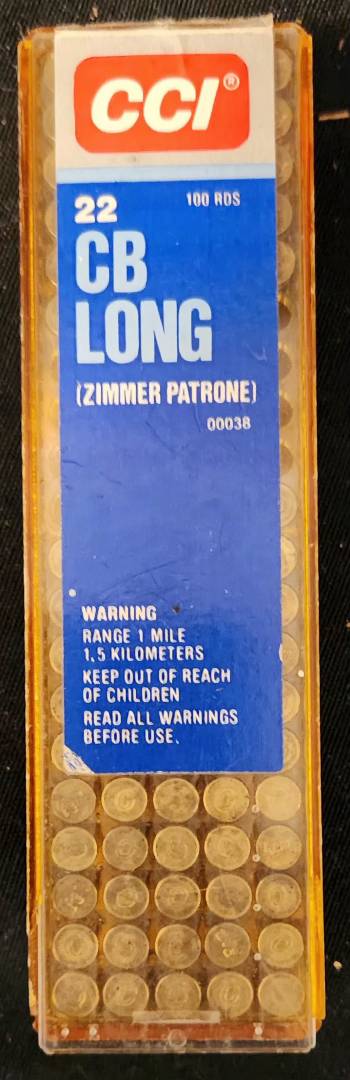 CCI®
22 100 RDS
CB
LONG
(ZIMMER PATRONE)
00038
WARNING
RANGE 1 MILE
1,5 KILOMETERS
KEEP OUT OF REACH
OF CHILDREN
READ ALL WARNINGS
BEFORE USE.